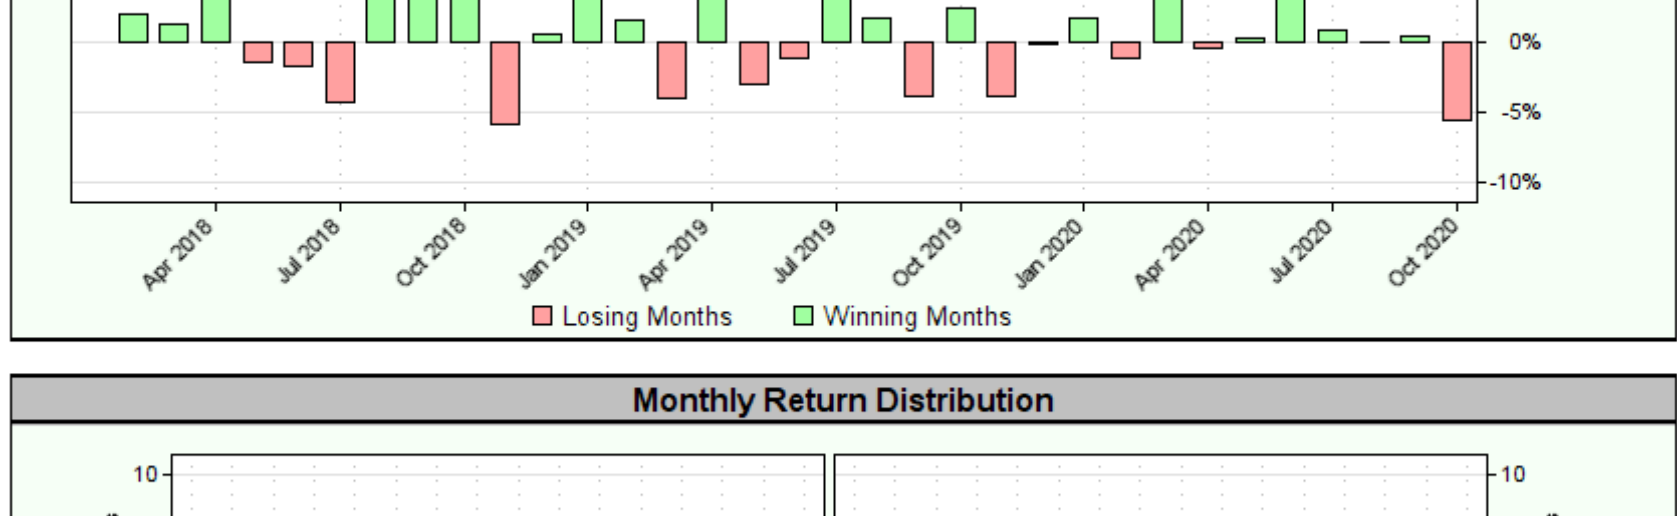 0%
-5%
-10%
Apr 2018 Jul 2018 Oct 2018 Jan 2019 Apr 2019 Jul 2019 Oct 2019 Jan 2020 Apr 2020 Jul 2020 Oct 2020
Losing Months Winning Months
Monthly Return Distribution
10 10